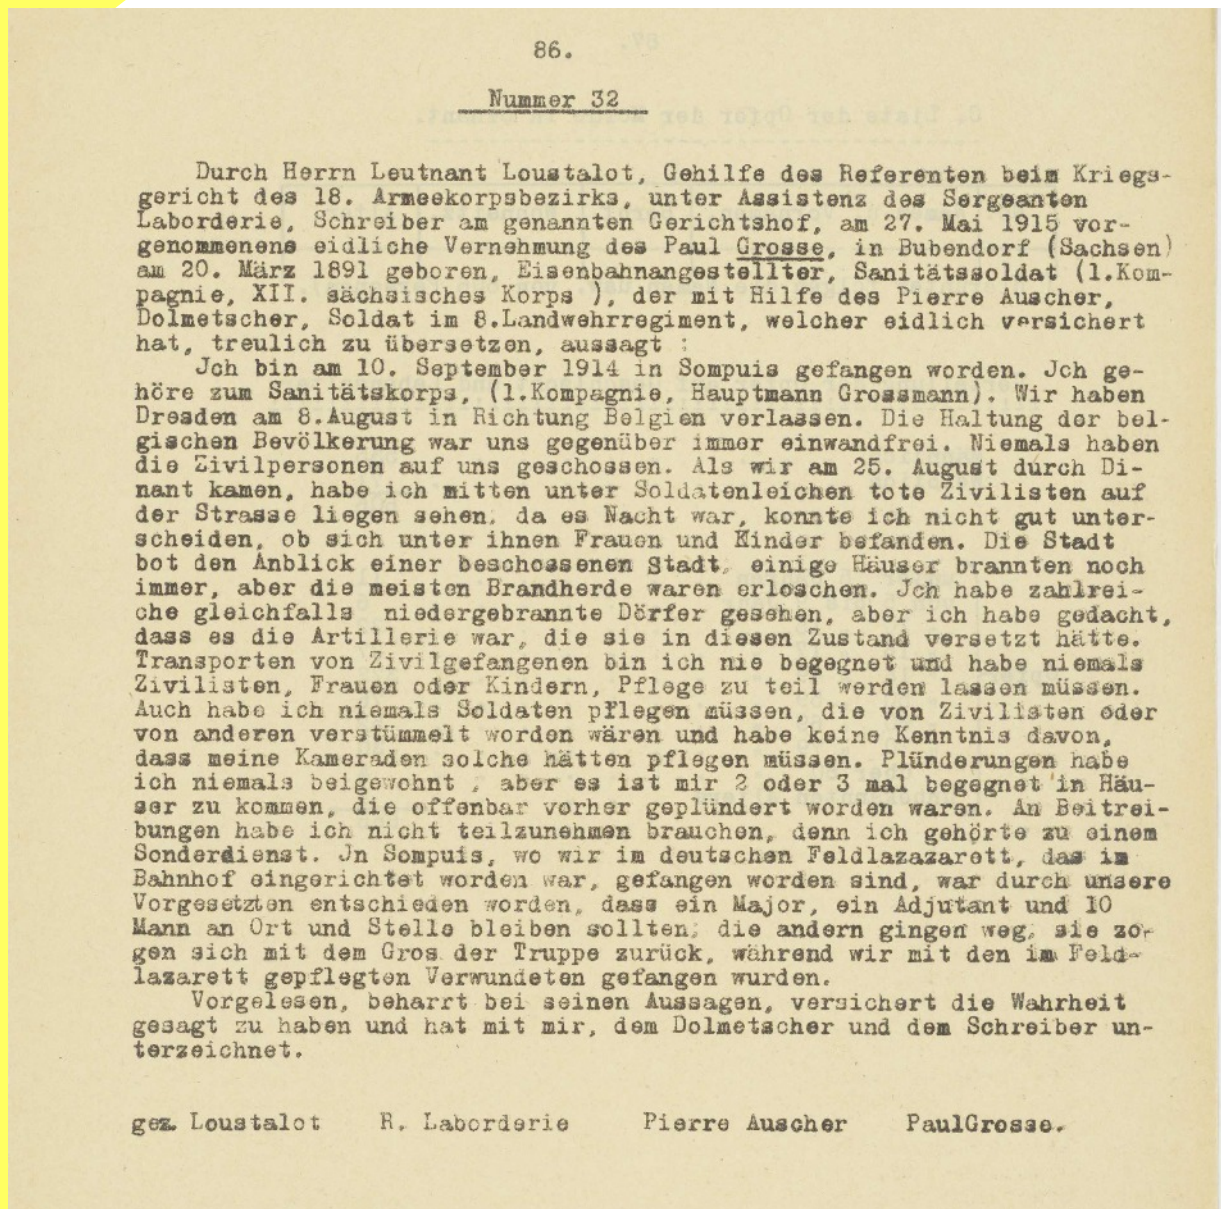 86.
Nummer 32
Durch Herrn Leutnant Loustalot, Gehilfe des Referenten beim Kriegs-
gericht des 18. Armeekorpsbezirks, unter Assistenz des Sergeanten
Laborderie, Schreiber am genannten Gerichtshof, am 27. Mai 1915 vor-
genommenene eidliche Vernehmung des Paul Grosse, in Bubendorf (Sachsen)
am 20. März 1891 geboren, Eisenbahnangestellter, Sanitätssoldat (1.Kom-
pagnie, XII. sächsisches Korps ), der mit Hilfe des Pierre Auscher,
Dolmetscher, Soldat im 8.Landwehrregiment, welcher eidlich versichert
hat, treulich zu übersetzen, aussagt :
Jch bin am 10. September 1914 in Sompuis gefangen worden. Jch ge-
höre zum Sanitätskorps, (1.Kompagnie, Hauptmann Grossmann). Wir haben
Dresden am 8.August in Richtung Belgien verlassen. Die Haltung der bel-
gischen Bevölkerung war uns gegenüber immer einwandfrei. Niemals haben
die Zivilpersonen auf uns geschossen. Als wir am 25. August durch Di-
nant kamen, habe ich mitten unter Soldatenleichen tote Zivilisten auf
der Strasse liegen sehen, da es Nacht war, konnte ich nicht gut unter-
scheiden, ob sich unter ihnen Frauen und Kinder befanden. Die Stadt
bot den Anblick einer beschossenen Stadt, einige Häuser brannten noch
immer, aber die meisten Brandherde waren erloschen. Jch habe zahlrei-
che gleichfalls niedergebrannte Dörfer gesehen, aber ich habe gedacht,
dass es die Artillerie war, die sie in diesen Zustand versetzt hätte.
Transporten von Zivilgefangenen bin ich nie begegnet und habe niemals
Zivilisten, Frauen oder Kindern, Pflege zu teil werden lassen müssen.
Auch habe ich niemals Soldaten pflegen müssen, die von Zivilisten oder
von anderen verstümmelt worden wären und habe keine Kenntnis davon,
dass meine Kameraden solche hätten pflegen müssen. Plünderungen habe
ich niemals beigewohnt , aber es ist mir 2 oder 3 mal begegnet in Häu-
ser zu kommen, die offenbar vorher geplündert worden waren. An Beitrei-
bungen habe ich nicht teilzunehmen brauchen, denn ich gehörte zu einem
Sonderdienst. Jn Sompuis, wo wir im deutschen Feldlazazarett, das im
Bahnhof eingerichtet worden war, gefangen worden sind, war durch unsere
Vorgesetzten entschieden worden, dass ein Major, ein Adjutant und 10
Mann an Ort und Stelle bleiben sollten, die andern gingen weg, sie zo-
gen sich mit dem Gros der Truppe zurück, während wir mit den im Feld-
lazarett gepflegten Verwundeten gefangen wurden.
Vorgelesen, beharrt bei seinen Aussagen, versichert die Wahrheit
gesagt zu haben und hat mit mir, dem Dolmetscher und dem Schreiber un-
terzeichnet.
gez. Loustalot R. Laborderie Pierre Auscher PaulGrosse.